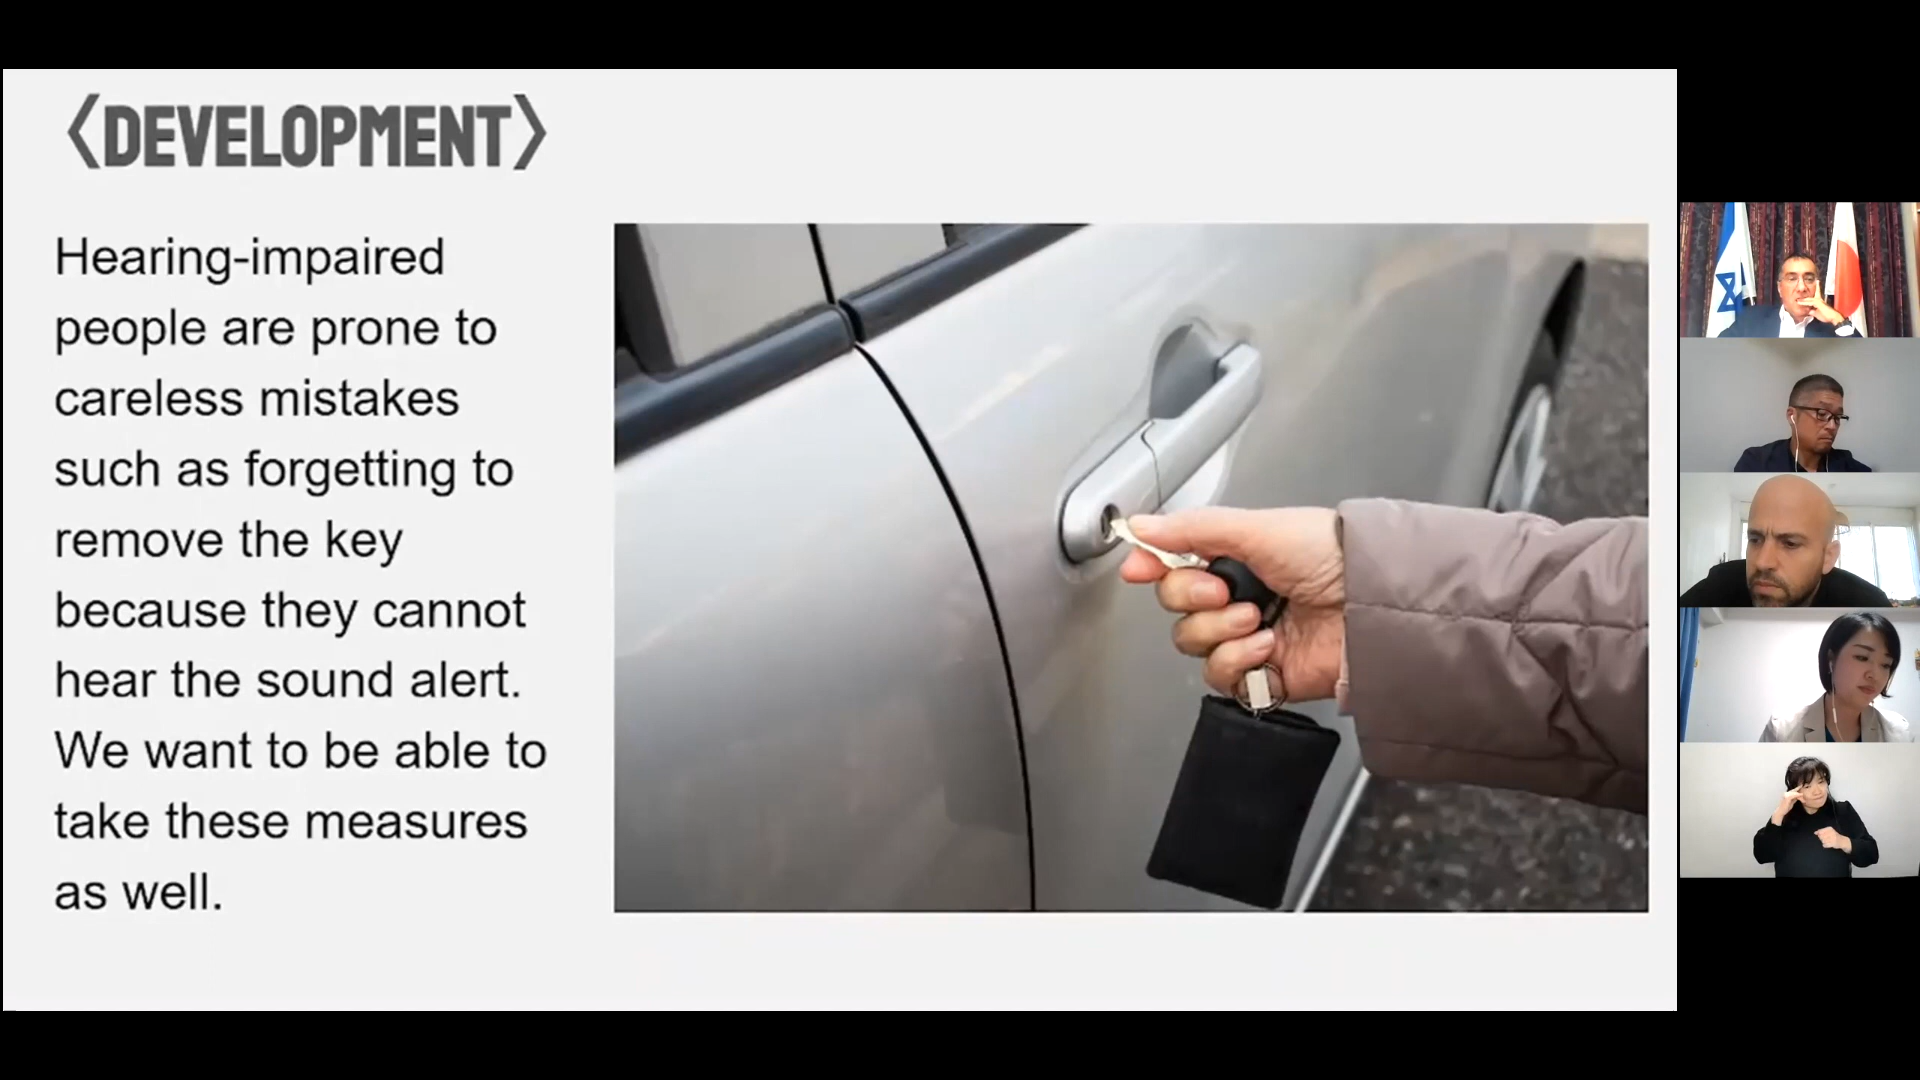 〈DEVELOPMENT〉
Hearing-impaired
people are prone to
careless mistakes
such as forgetting to
remove the key
because they cannot
hear the sound alert.
We want to be able to
take these measures
as well.